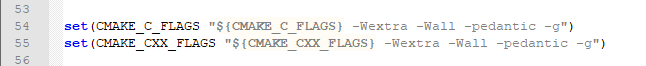 53
54 set(CMAKE_C_FLAGS "${CMAKE_C_FLAGS} -Wextra -Wall -pedantic -g")
55 set(CMAKE_CXX_FLAGS "${CMAKE_CXX_FLAGS} -Wextra -Wall -pedantic -g")
56